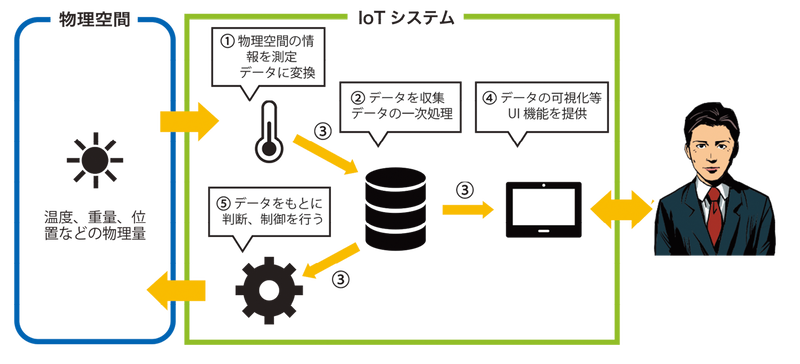 物理空間
IoT システム
① 物理空間の情
報を測定
データに変換
② データを収集
データの一次処理
④ データの可視化等
UI 機能を提供
③
③
温度、重量、位
置などの物理量
⑤ データをもとに
判断、制御を行う
③